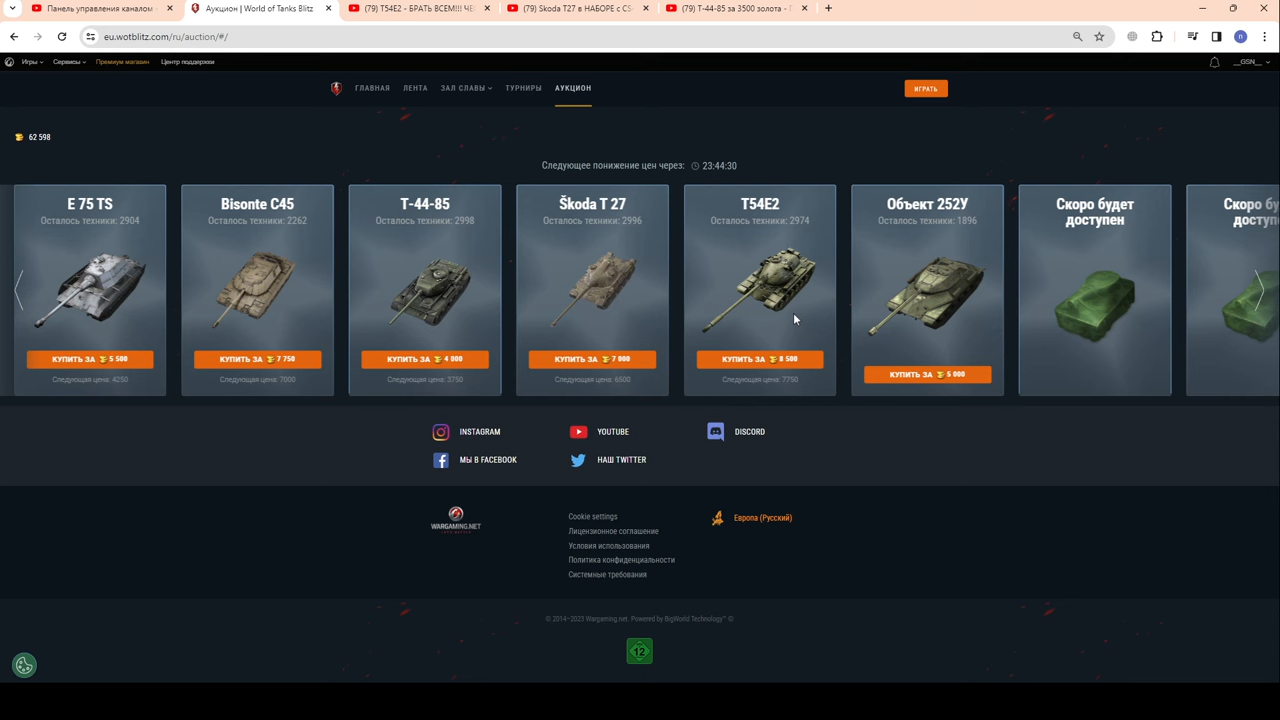 Панель управления каналом
Аукцион | World of Tanks Blitz
(79) T54E2 - БРАТЬ ВСЕМ!!! ЧЕ
(79) Skoda T27 в НАБОРЕ с CS-
(79) Т-44-85 за 3500 золота -
eu.wotblitz.com/ru/auction/#/
n
Игры
Сервисы
Премиум магазин
Центр поддержки
__GSN__
ГЛАВНАЯ
ЛЕНТА
ЗАЛ СЛАВЫ
ТУРНИРЫ
АУКЦИОН
ИГРАТЬ
62 598
Следующее понижение цен через: 23:44:30
E 75 TS
Осталось техники: 2904
КУПИТЬ ЗА 5 500
Следующая цена: 4250
Bisonte C45
Осталось техники: 2262
КУПИТЬ ЗА 7 750
Следующая цена: 7000
Т-44-85
Осталось техники: 2998
КУПИТЬ ЗА 4 000
Следующая цена: 3750
Škoda T 27
Осталось техники: 2996
КУПИТЬ ЗА 7 000
Следующая цена: 6500
T54E2
Осталось техники: 2974
КУПИТЬ ЗА 8 500
Следующая цена: 7750
Объект 252У
Осталось техники: 1896
КУПИТЬ ЗА 5 000
Скоро будет
доступен
Скоро бу
доступ
INSTAGRAM
YOUTUBE
DISCORD
МЫ В FACEBOOK
НАШ TWITTER
WARGAMING.NET
Cookie settings
Лицензионное соглашение
Условия использования
Политика конфиденциальности
Системные требования
Европа (Русский)
© 2014–2023 Wargaming.net. Powered by BigWorld Technology™ ©
12